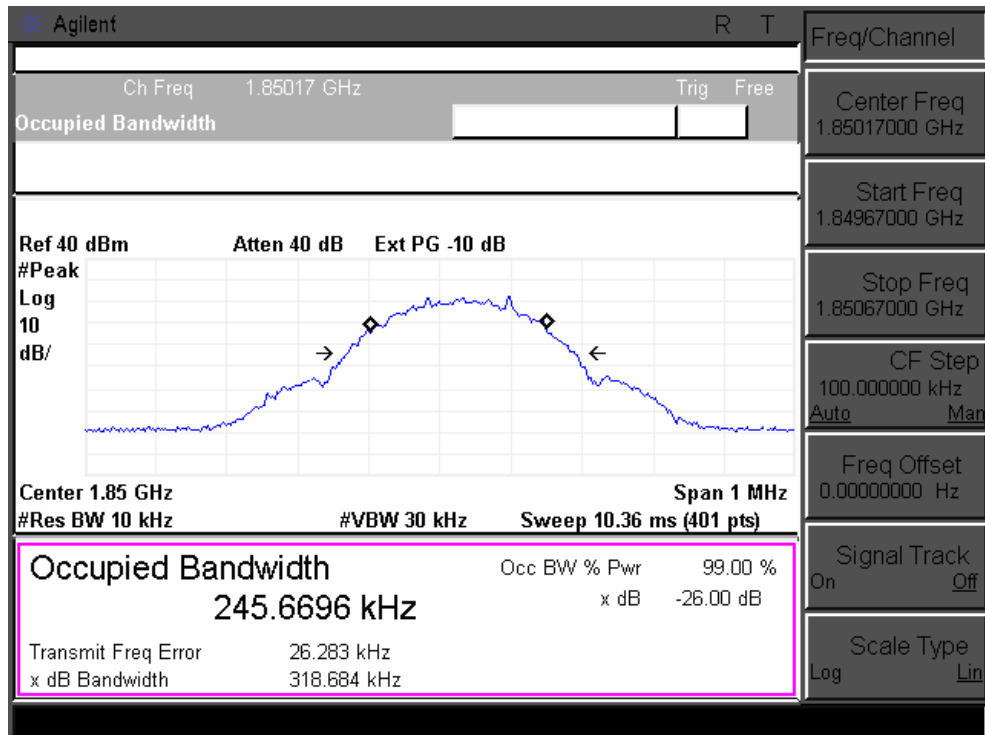 Agilent R T
Freq/Channel
Ch Freq 1.85017 GHz Trig Free
Occupied Bandwidth
Center Freq
1.85017000 GHz
Start Freq
1.84967000 GHz
Ref 40 dBm Atten 40 dB Ext PG -10 dB
#Peak
Log
10
dB/
Stop Freq
1.85067000 GHz
CF Step
100.000000 kHz
Auto Man
Freq Offset
0.00000000 Hz
Center 1.85 GHz Span 1 MHz
#Res BW 10 kHz #VBW 30 kHz Sweep 10.36 ms (401 pts)
Occupied Bandwidth
245.6696 kHz
Occ BW % Pwr 99.00 %
x dB -26.00 dB
Transmit Freq Error 26.283 kHz
x dB Bandwidth 318.684 kHz
Signal Track
On Off
Scale Type
Log Lin